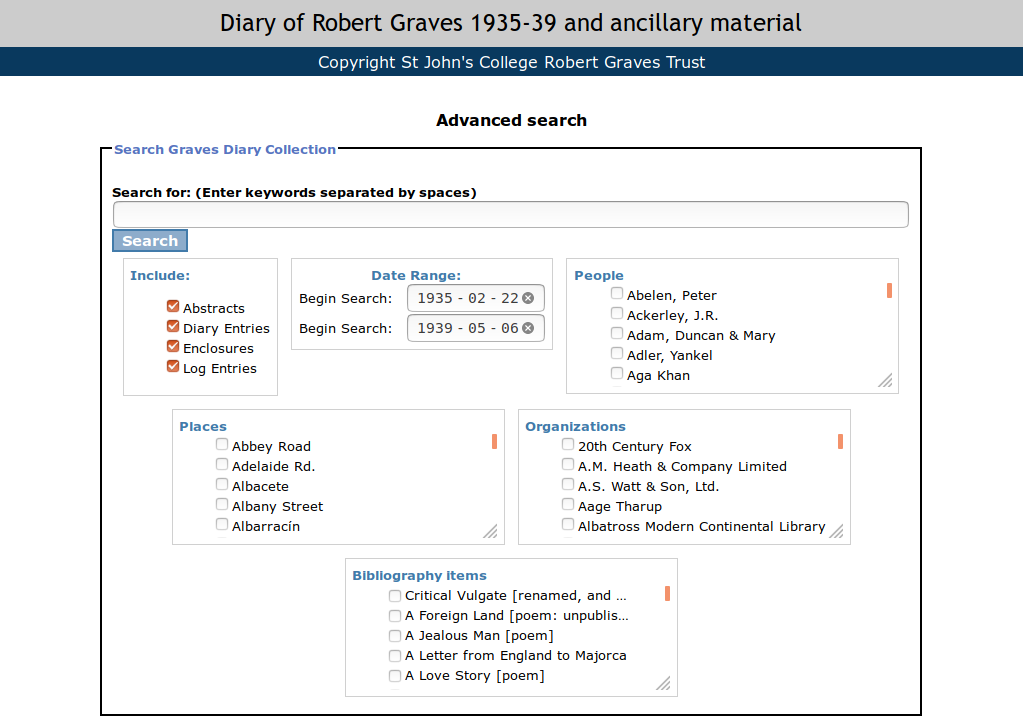 Diary of Robert Graves 1935-39 and ancillary material
Copyright St John's College Robert Graves Trust
Advanced search
Search Graves Diary Collection
Search for: (Enter keywords separated by spaces)
Search
Include:
Abstracts
Diary Entries
Enclosures
Log Entries
Date Range:
Begin Search: 1935 - 02 - 22
Begin Search: 1939 - 05 - 06
People
Abelen, Peter
Ackerley, J.R.
Adam, Duncan & Mary
Adler, Yankel
Aga Khan
Places
Abbey Road
Adelaide Rd.
Albacete
Albany Street
Albarracín
Organizations
20th Century Fox
A.M. Heath & Company Limited
A.S. Watt & Son, Ltd.
Aage Tharup
Albatross Modern Continental Library
Bibliography items
Critical Vulgate [renamed, and ...
A Foreign Land [poem: unpublis...
A Jealous Man [poem]
A Letter from England to Majorca
A Love Story [poem]